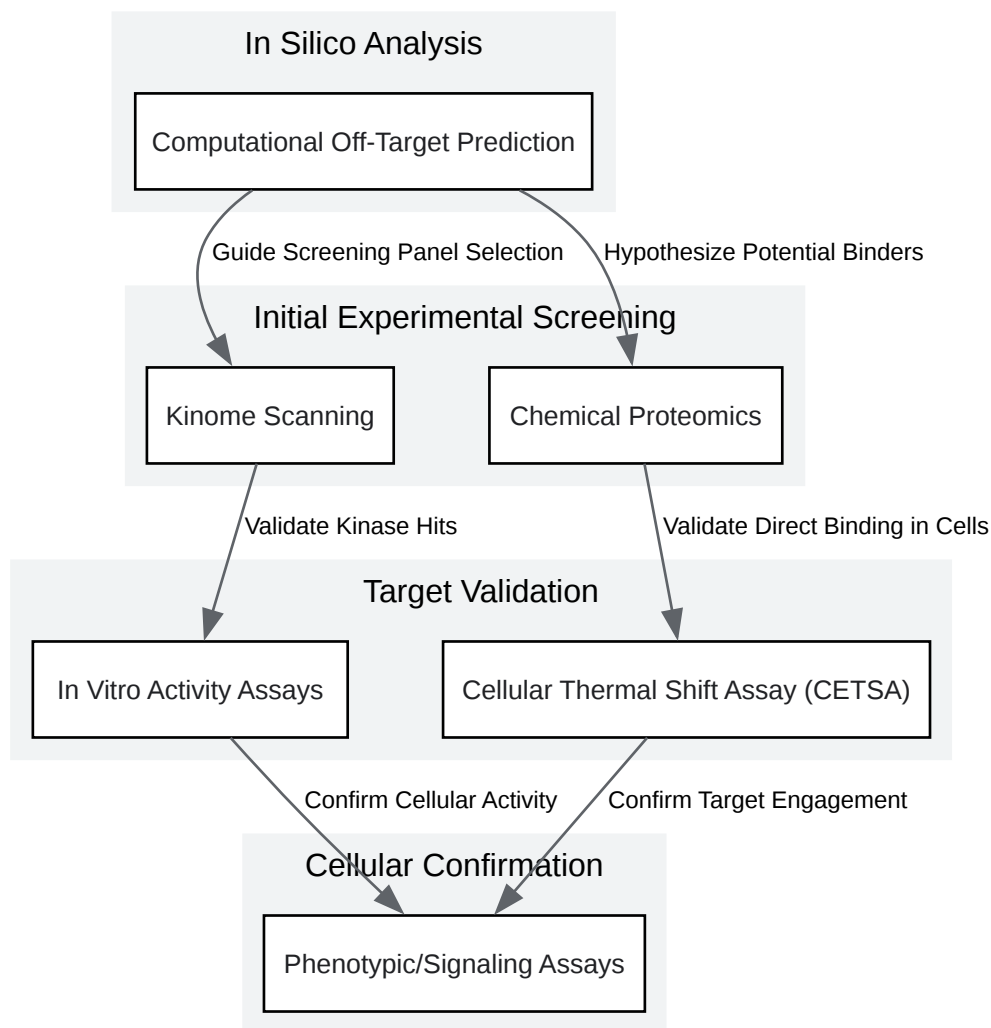 In Silico Analysis
Computational Off-Target Prediction
Guide Screening Panel Selection
Hypothesize Potential Binders
Initial Experimental Screening
Kinome Scanning
Chemical Proteomics
Validate Kinase Hits
Validate Direct Binding in Cells
Target Validation
In Vitro Activity Assays
Cellular Thermal Shift Assay (CETSA)
Confirm Cellular Activity
Confirm Target Engagement
Cellular Confirmation
Phenotypic/Signaling Assays